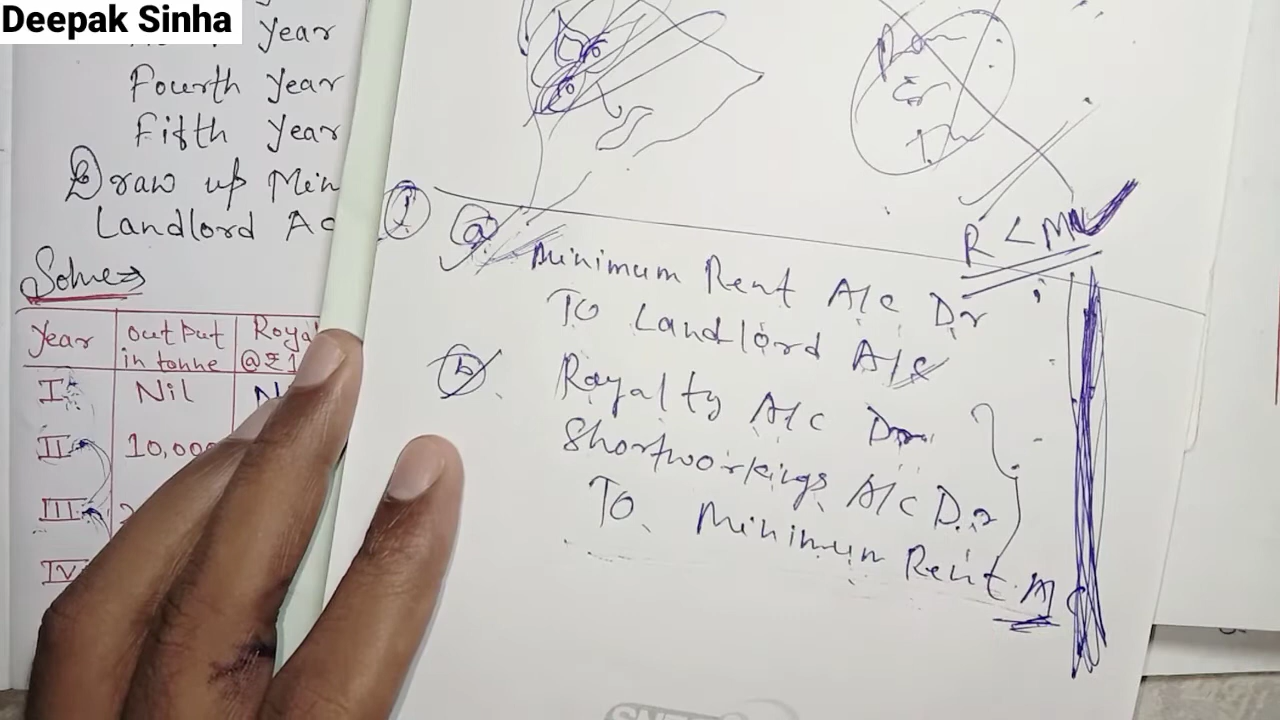 Deepak Sinha
Year
Fourth Year
Fifth Year
Draw up Min
Landlord Ac
Solve⇒
Year
output in tonne
Roya @₹1
I
Nil
II
10,000
III
IV
R < M
① ⓐ Minimum Rent A/c Dr
To Landlord A/c
ⓑ Royalty A/c Dr
Shortworkings A/c Dr
To Minimum Rent A/c